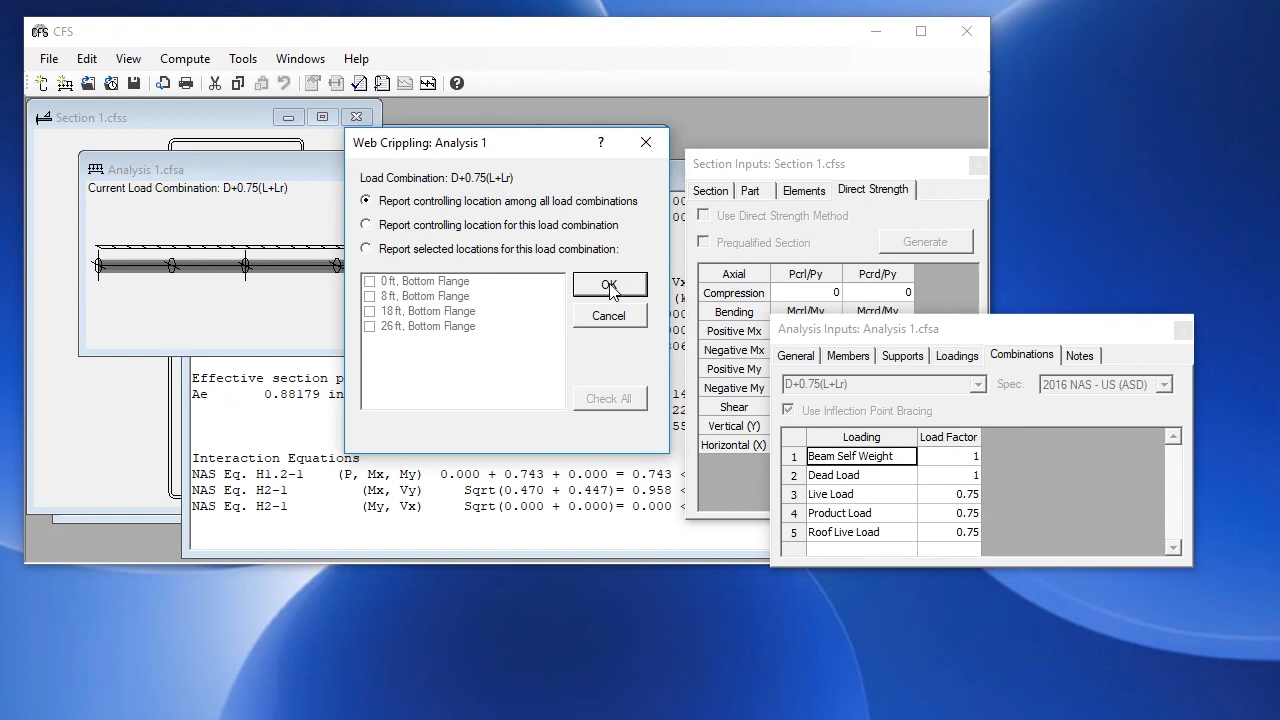 CFS
File Edit View Compute Tools Windows Help
Section 1.cfss
Analysis 1.cfsa
Current Load Combination: D+0.75(L+Lr)
Web Crippling: Analysis 1
?
Load Combination: D+0.75(L+Lr)
Report controlling location among all load combinations
Report controlling location for this load combination
Report selected locations for this load combination:
0 ft, Bottom Flange
8 ft, Bottom Flange
18 ft, Bottom Flange
26 ft, Bottom Flange
OK
Cancel
Check All
Effective section p
Ae 0.88179 in
Interaction Equations
NAS Eq. H1.2-1 (P, Mx, My) 0.000 + 0.743 + 0.000 = 0.743 <
NAS Eq. H2-1 (Mx, Vy) Sqrt(0.470 + 0.447)= 0.958 <
NAS Eq. H2-1 (My, Vx) Sqrt(0.000 + 0.000)= 0.000 <
Section Inputs: Section 1.cfss
Section Part Elements Direct Strength
Use Direct Strength Method
Prequalified Section
Generate
Axial Pcrl/Py Pcrd/Py
Compression 0 0
Bending Mcrl/My Mcrd/My
Positive Mx
Negative Mx
Positive My
Negative My
Shear
Vertical (Y)
Horizontal (X)
Analysis Inputs: Analysis 1.cfsa
General Members Supports Loadings Combinations Notes
D+0.75(L+Lr) Spec. 2016 NAS - US (ASD)
Use Inflection Point Bracing
Loading Load Factor
1 Beam Self Weight 1
2 Dead Load 1
3 Live Load 0.75
4 Product Load 0.75
5 Roof Live Load 0.75